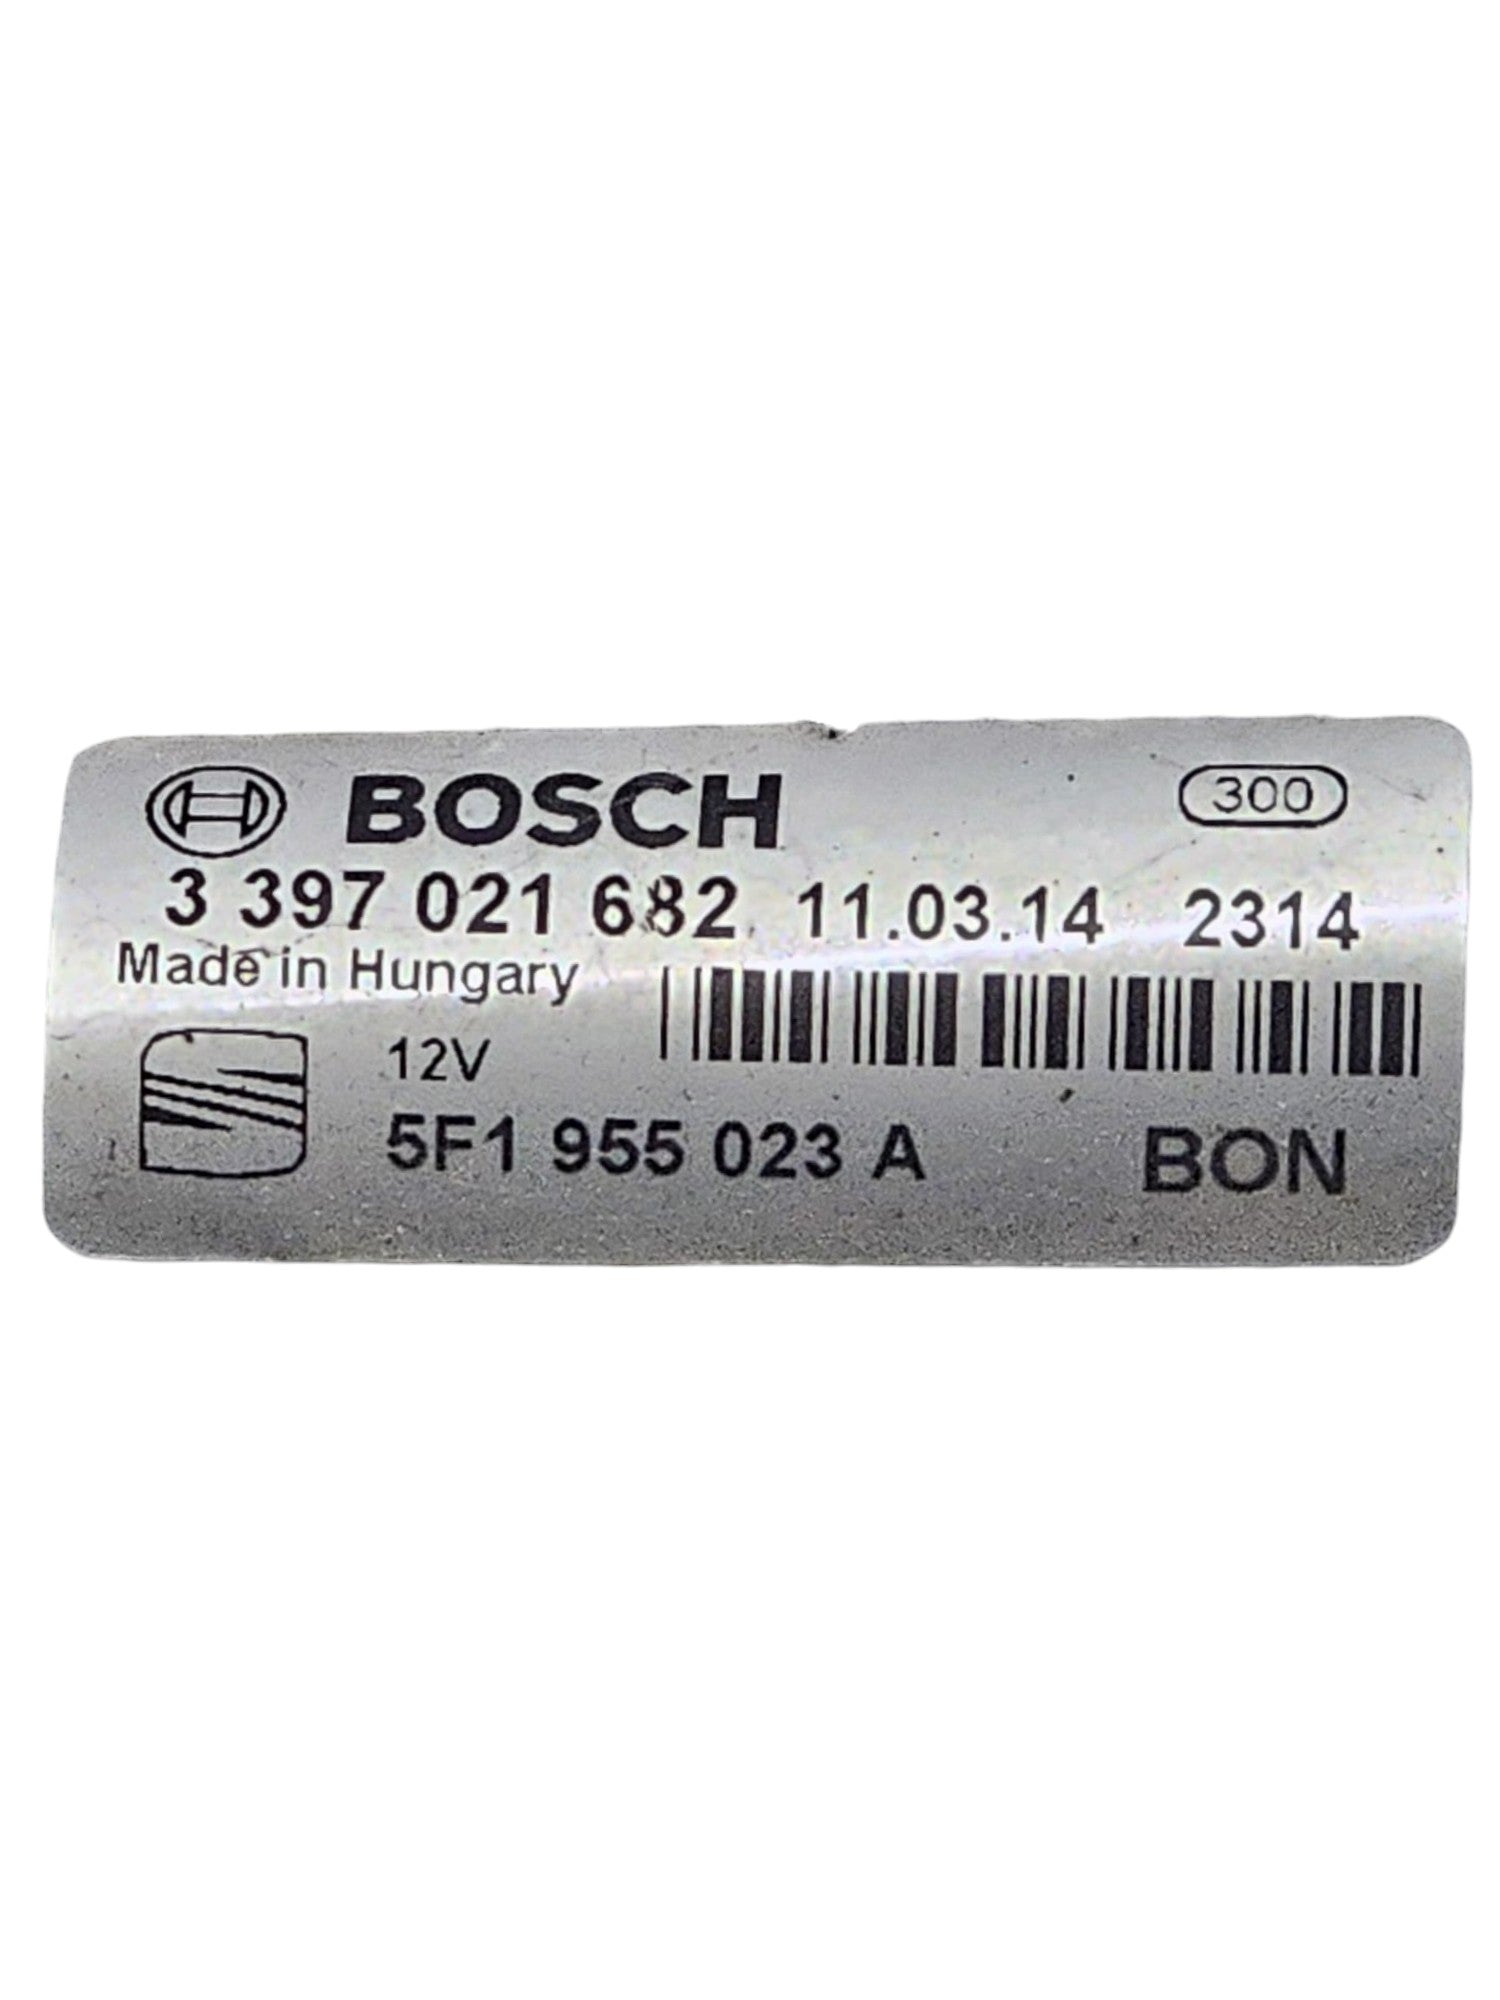 BOSCH 300
3 397 021 682 11.03.14 2314
Made in Hungary
12V
5F1 955 023 A BON